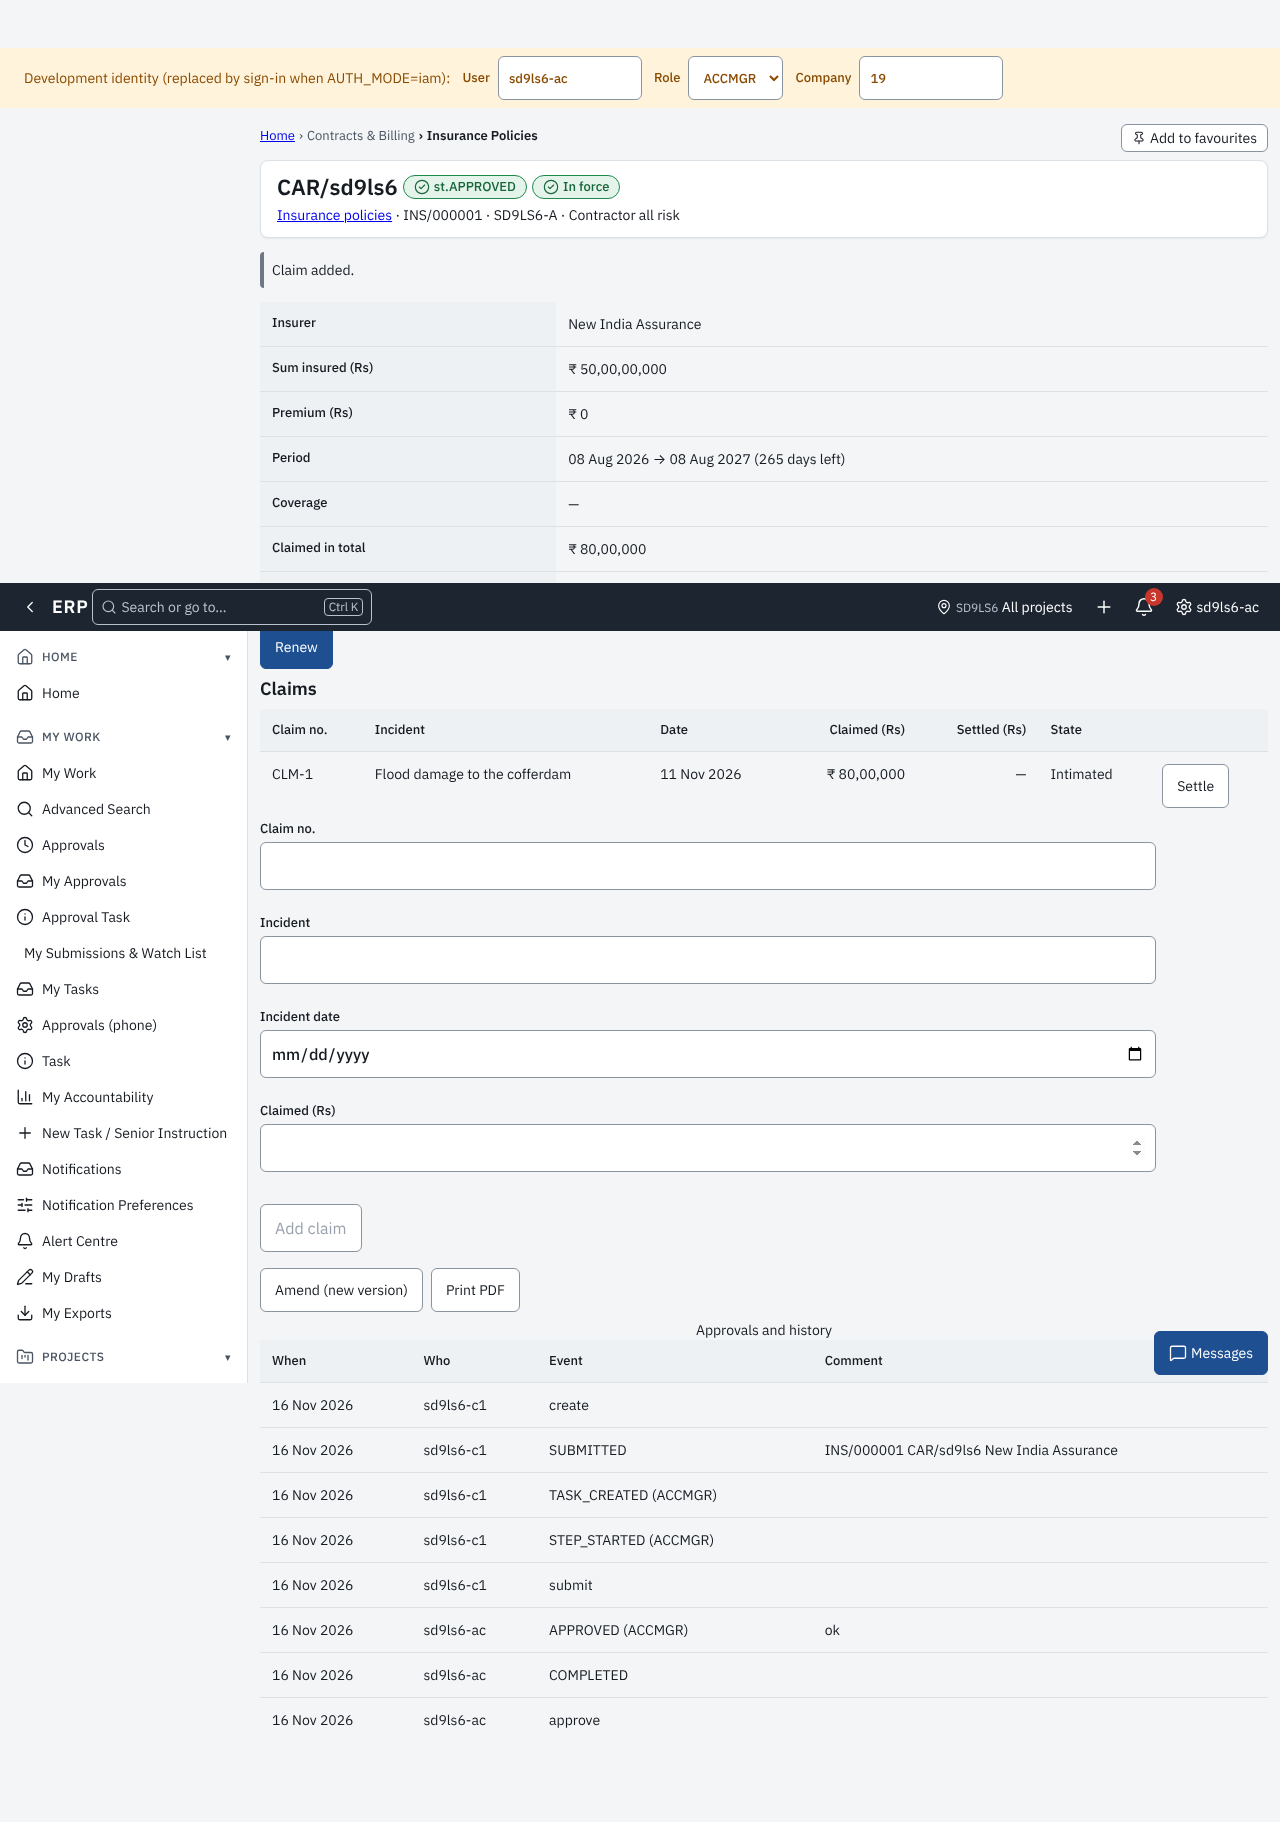 Development identity (replaced by sign-in when AUTH_MODE=iam): User sd9ls6-ac Role ACCMGR Company 19
Home › Contracts & Billing › Insurance Policies
Add to favourites
CAR/sd9ls6 st.APPROVED In force
Insurance policies · INS/000001 · SD9LS6-A · Contractor all risk
Claim added.
Insurer New India Assurance
Sum insured (Rs) ₹ 50,00,00,000
Premium (Rs) ₹ 0
Period 08 Aug 2026 → 08 Aug 2027 (265 days left)
Coverage —
Claimed in total ₹ 80,00,000
ERP Search or go to... Ctrl K SD9LS6 All projects 3 sd9ls6-ac
HOME
Home
MY WORK
My Work
Advanced Search
Approvals
My Approvals
Approval Task
My Submissions & Watch List
My Tasks
Approvals (phone)
Task
My Accountability
New Task / Senior Instruction
Notifications
Notification Preferences
Alert Centre
My Drafts
My Exports
PROJECTS
Renew
Claims
Claim no. Incident Date Claimed (Rs) Settled (Rs) State
CLM-1 Flood damage to the cofferdam 11 Nov 2026 ₹ 80,00,000 — Intimated Settle
Claim no.
Incident
Incident date
mm/dd/yyyy
Claimed (Rs)
Add claim
Amend (new version) Print PDF
Approvals and history
Messages
When Who Event Comment
16 Nov 2026 sd9ls6-c1 create
16 Nov 2026 sd9ls6-c1 SUBMITTED INS/000001 CAR/sd9ls6 New India Assurance
16 Nov 2026 sd9ls6-c1 TASK_CREATED (ACCMGR)
16 Nov 2026 sd9ls6-c1 STEP_STARTED (ACCMGR)
16 Nov 2026 sd9ls6-c1 submit
16 Nov 2026 sd9ls6-ac APPROVED (ACCMGR) ok
16 Nov 2026 sd9ls6-ac COMPLETED
16 Nov 2026 sd9ls6-ac approve